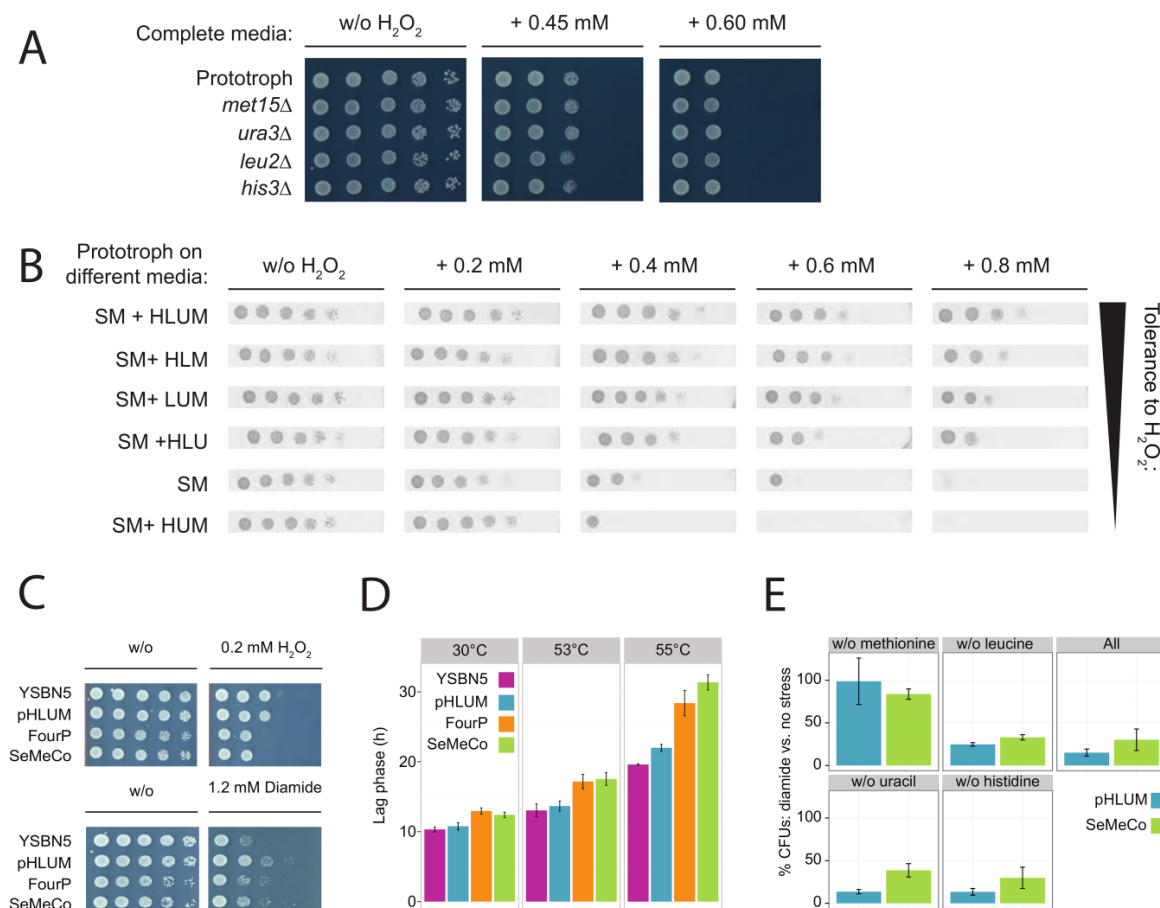 A
Complete media:
w/o H₂O₂
+ 0.45 mM
+ 0.60 mM
Prototroph
met15Δ
ura3Δ
leu2Δ
his3Δ
B
Prototroph on
different media:
w/o H₂O₂
+ 0.2 mM
+ 0.4 mM
+ 0.6 mM
+ 0.8 mM
SM + HLUM
SM+ HLM
SM+ LUM
SM +HLU
SM
SM+ HUM
Tolerance to H₂O₂:
C
w/o
0.2 mM H₂O₂
YSBN5
pHLUM
FourP
SeMeCo
w/o
1.2 mM Diamide
YSBN5
pHLUM
FourP
SeMeCo
D
30°C
53°C
55°C
YSBN5
pHLUM
FourP
SeMeCo
Lag phase (h)
30
20
10
0
E
w/o methionine
w/o leucine
All
100
50
0
w/o uracil
w/o histidine
100
50
0
% CFUs: diamide vs. no stress
pHLUM
SeMeCo